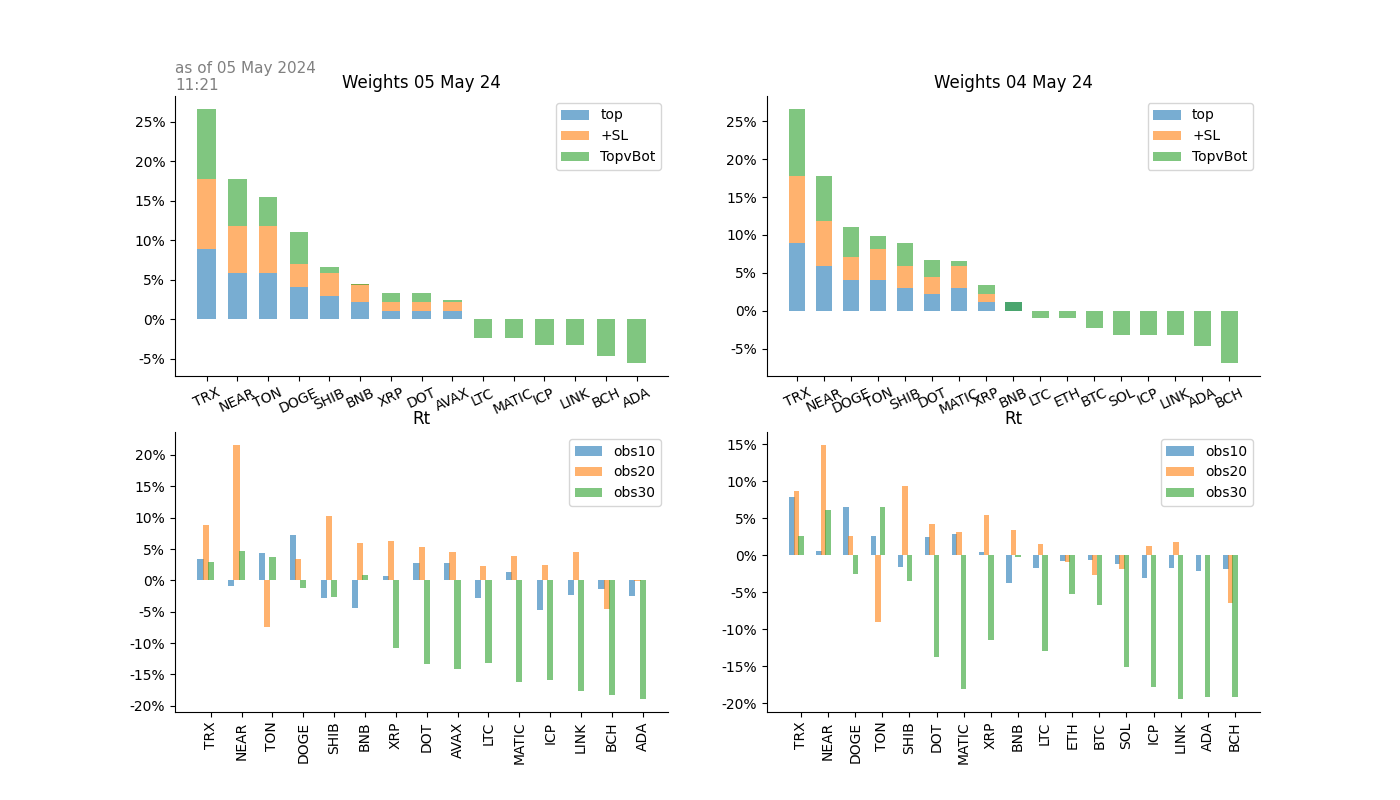 as of 05 May 2024
11:21
Weights 05 May 24
25%
20%
15%
10%
5%
0%
-5%
top
+SL
TopvBot
TRX NEAR TON DOGE SHIB BNB XRP DOT AVAX LTC MATIC ICP LINK BCH ADA
Weights 04 May 24
25%
20%
15%
10%
5%
0%
-5%
top
+SL
TopvBot
TRX NEAR DOGE TON SHIB DOT MATIC XRP BNB LTC ETH BTC SOL ICP LINK ADA BCH
Rt
20%
15%
10%
5%
0%
-5%
-10%
-15%
-20%
obs10
obs20
obs30
TRX NEAR TON DOGE SHIB BNB XRP DOT AVAX LTC MATIC ICP LINK BCH ADA
Rt
15%
10%
5%
0%
-5%
-10%
-15%
-20%
obs10
obs20
obs30
TRX NEAR DOGE TON SHIB DOT MATIC XRP BNB LTC ETH BTC SOL ICP LINK ADA BCH